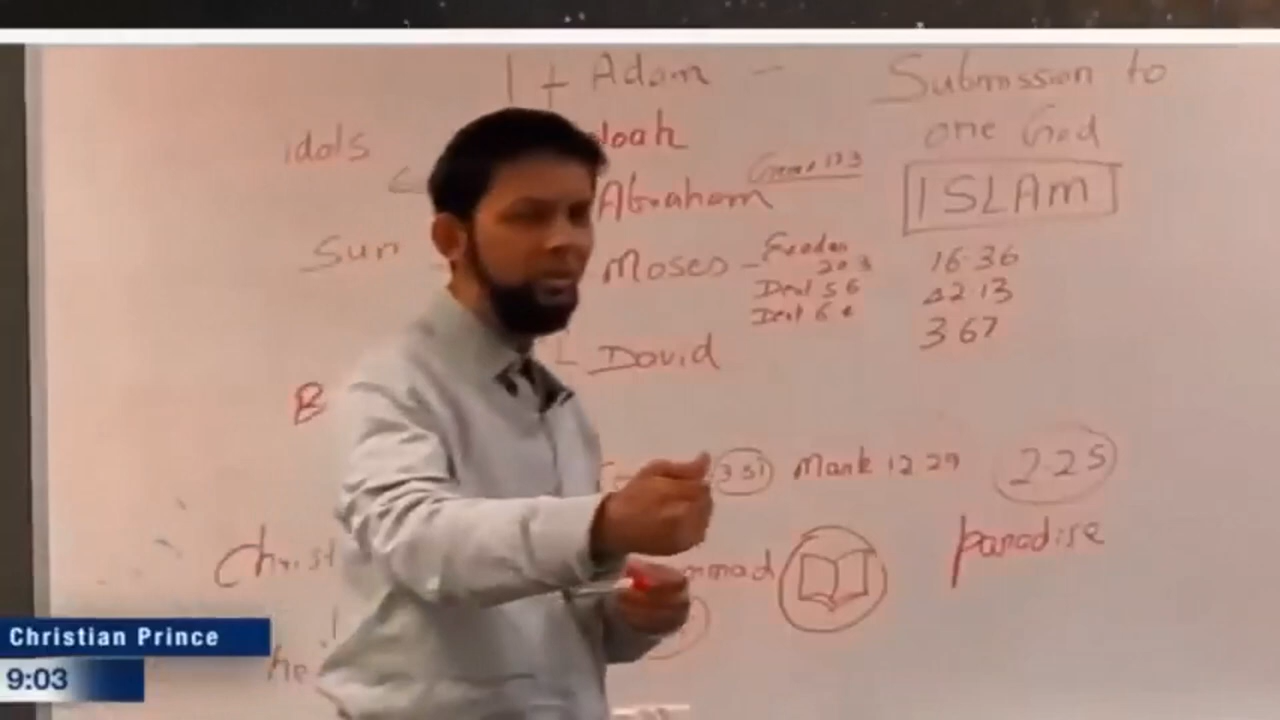 1 + Adam - Submission to
idols Noah one God
Abraham ISLAM
Sun Moses - Exodus 20 3 16.36
Deut 5 6 42.13
Deut 6 4 3 67
David
B
3 51 Mark 12 29 2.25
Christ mmad paradise
he
Christian Prince
9:03